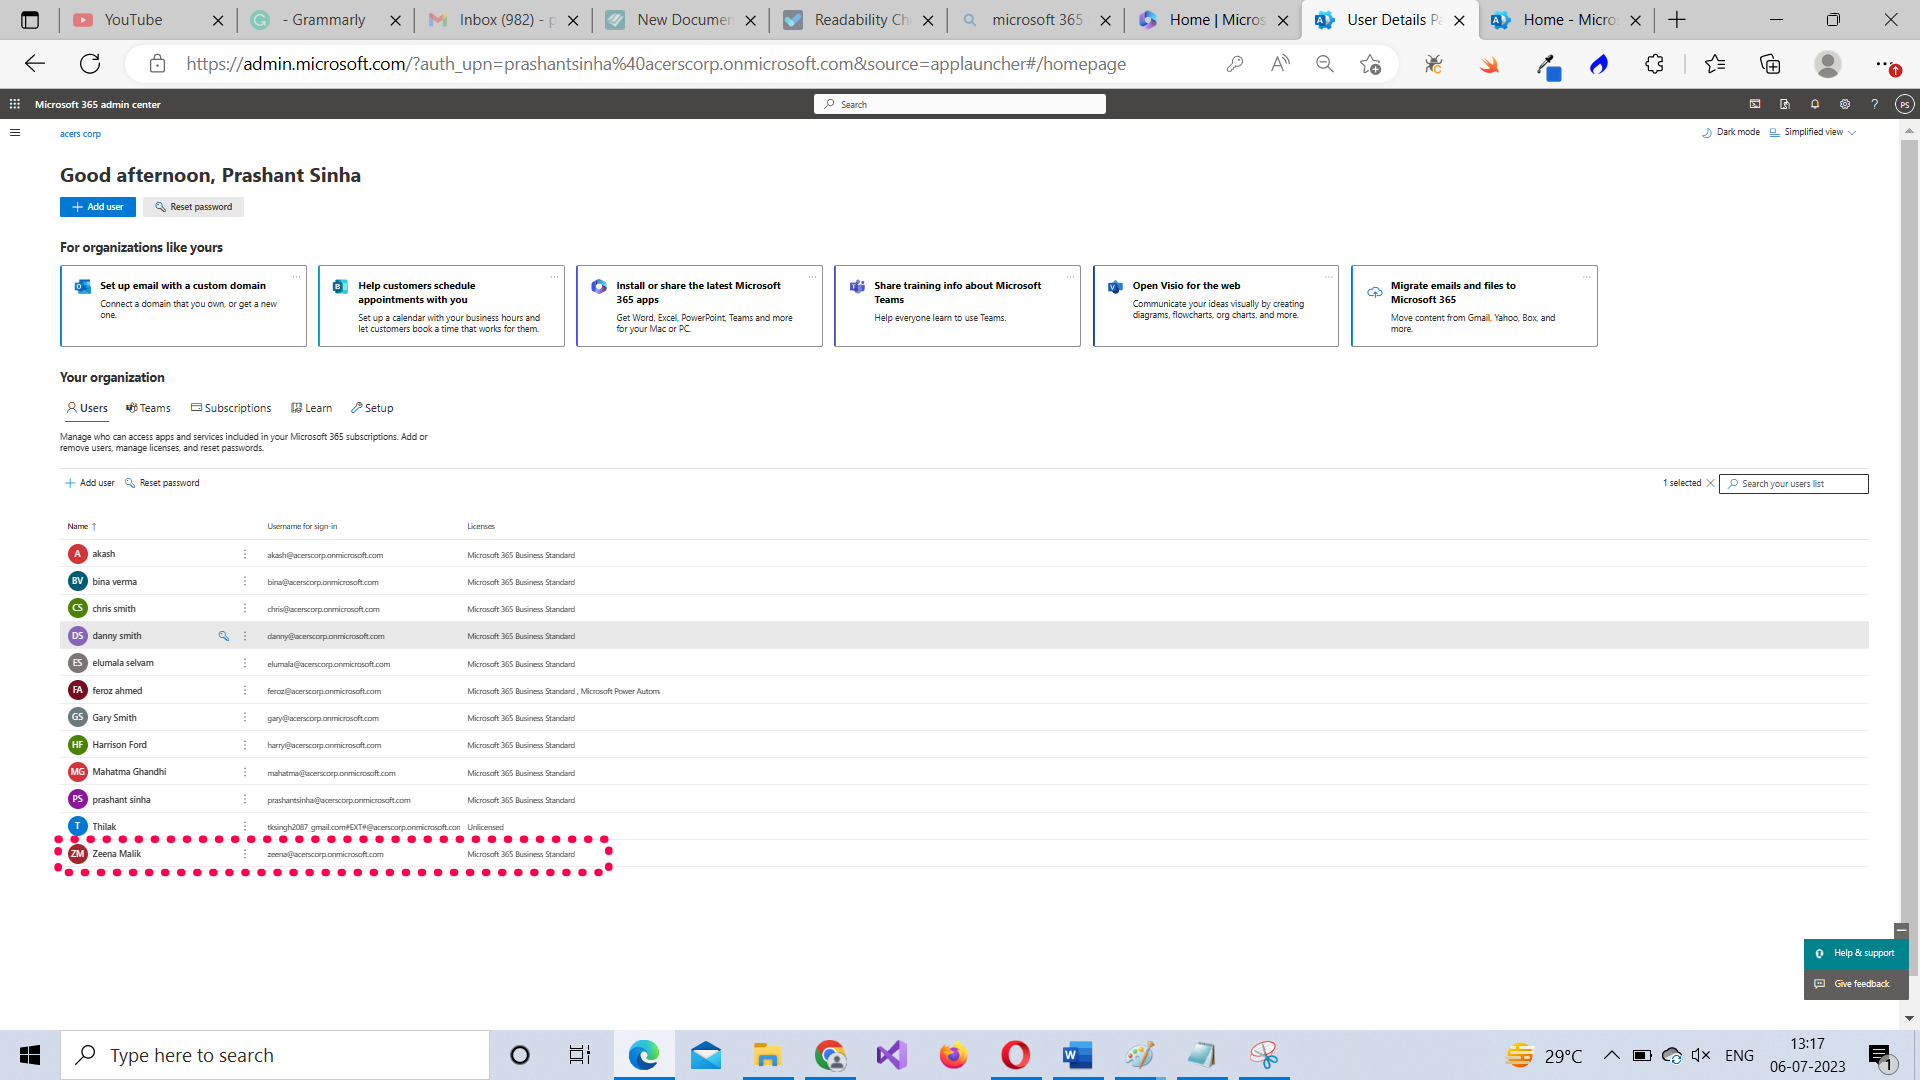 YouTube
- Grammarly
Inbox (982) - p
New Documen
Readability Ch
microsoft 365
Home | Micros
User Details Pa
Home - Micro
https://admin.microsoft.com/?auth_upn=prashantsinha%40acerscorp.onmicrosoft.com&source=applauncher#/homepage
Microsoft 365 admin center
Search
? PS
acers corp
Dark mode
Simplified view
Good afternoon, Prashant Sinha
Add user
Reset password
For organizations like yours
Set up email with a custom domain
Connect a domain that you own, or get a new
one.
Help customers schedule
appointments with you
Set up a calendar with your business hours and
let customers book a time that works for them.
Install or share the latest Microsoft
365 apps
Get Word, Excel, PowerPoint, Teams and more
for your Mac or PC.
Share training info about Microsoft
Teams
Help everyone learn to use Teams.
Open Visio for the web
Communicate your ideas visually by creating
diagrams, flowcharts, org charts, and more.
Migrate emails and files to
Microsoft 365
Move content from Gmail, Yahoo, Box, and
more.
Your organization
Users Teams Subscriptions Learn Setup
Manage who can access apps and services included in your Microsoft 365 subscriptions. Add or
remove users, manage licenses, and reset passwords.
Add user Reset password
1 selected
Search your users list
Name ↑ Username for sign-in Licenses
A akash akash@acerscorp.onmicrosoft.com Microsoft 365 Business Standard
BV bina verma bina@acerscorp.onmicrosoft.com Microsoft 365 Business Standard
CS chris smith chris@acerscorp.onmicrosoft.com Microsoft 365 Business Standard
DS danny smith danny@acerscorp.onmicrosoft.com Microsoft 365 Business Standard
ES elumala selvam elumala@acerscorp.onmicrosoft.com Microsoft 365 Business Standard
FA feroz ahmed feroz@acerscorp.onmicrosoft.com Microsoft 365 Business Standard , Microsoft Power Autom
GS Gary Smith gary@acerscorp.onmicrosoft.com Microsoft 365 Business Standard
HF Harrison Ford harry@acerscorp.onmicrosoft.com Microsoft 365 Business Standard
MG Mahatma Ghandhi mahatma@acerscorp.onmicrosoft.com Microsoft 365 Business Standard
PS prashant sinha prashantsinha@acerscorp.onmicrosoft.com Microsoft 365 Business Standard
T Thilak tksingh2087_gmail.com#EXT#@acerscorp.onmicrosoft.con Unlicensed
ZM Zeena Malik zeena@acerscorp.onmicrosoft.com Microsoft 365 Business Standard
Help & support
Give feedback
Type here to search
29°C
ENG
13:17
06-07-2023
1